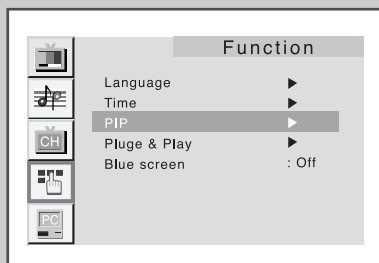 Function
Language ▶
Time ▶
PIP ▶
Pluge & Play ▶
Blue screen : Off
CH
PC